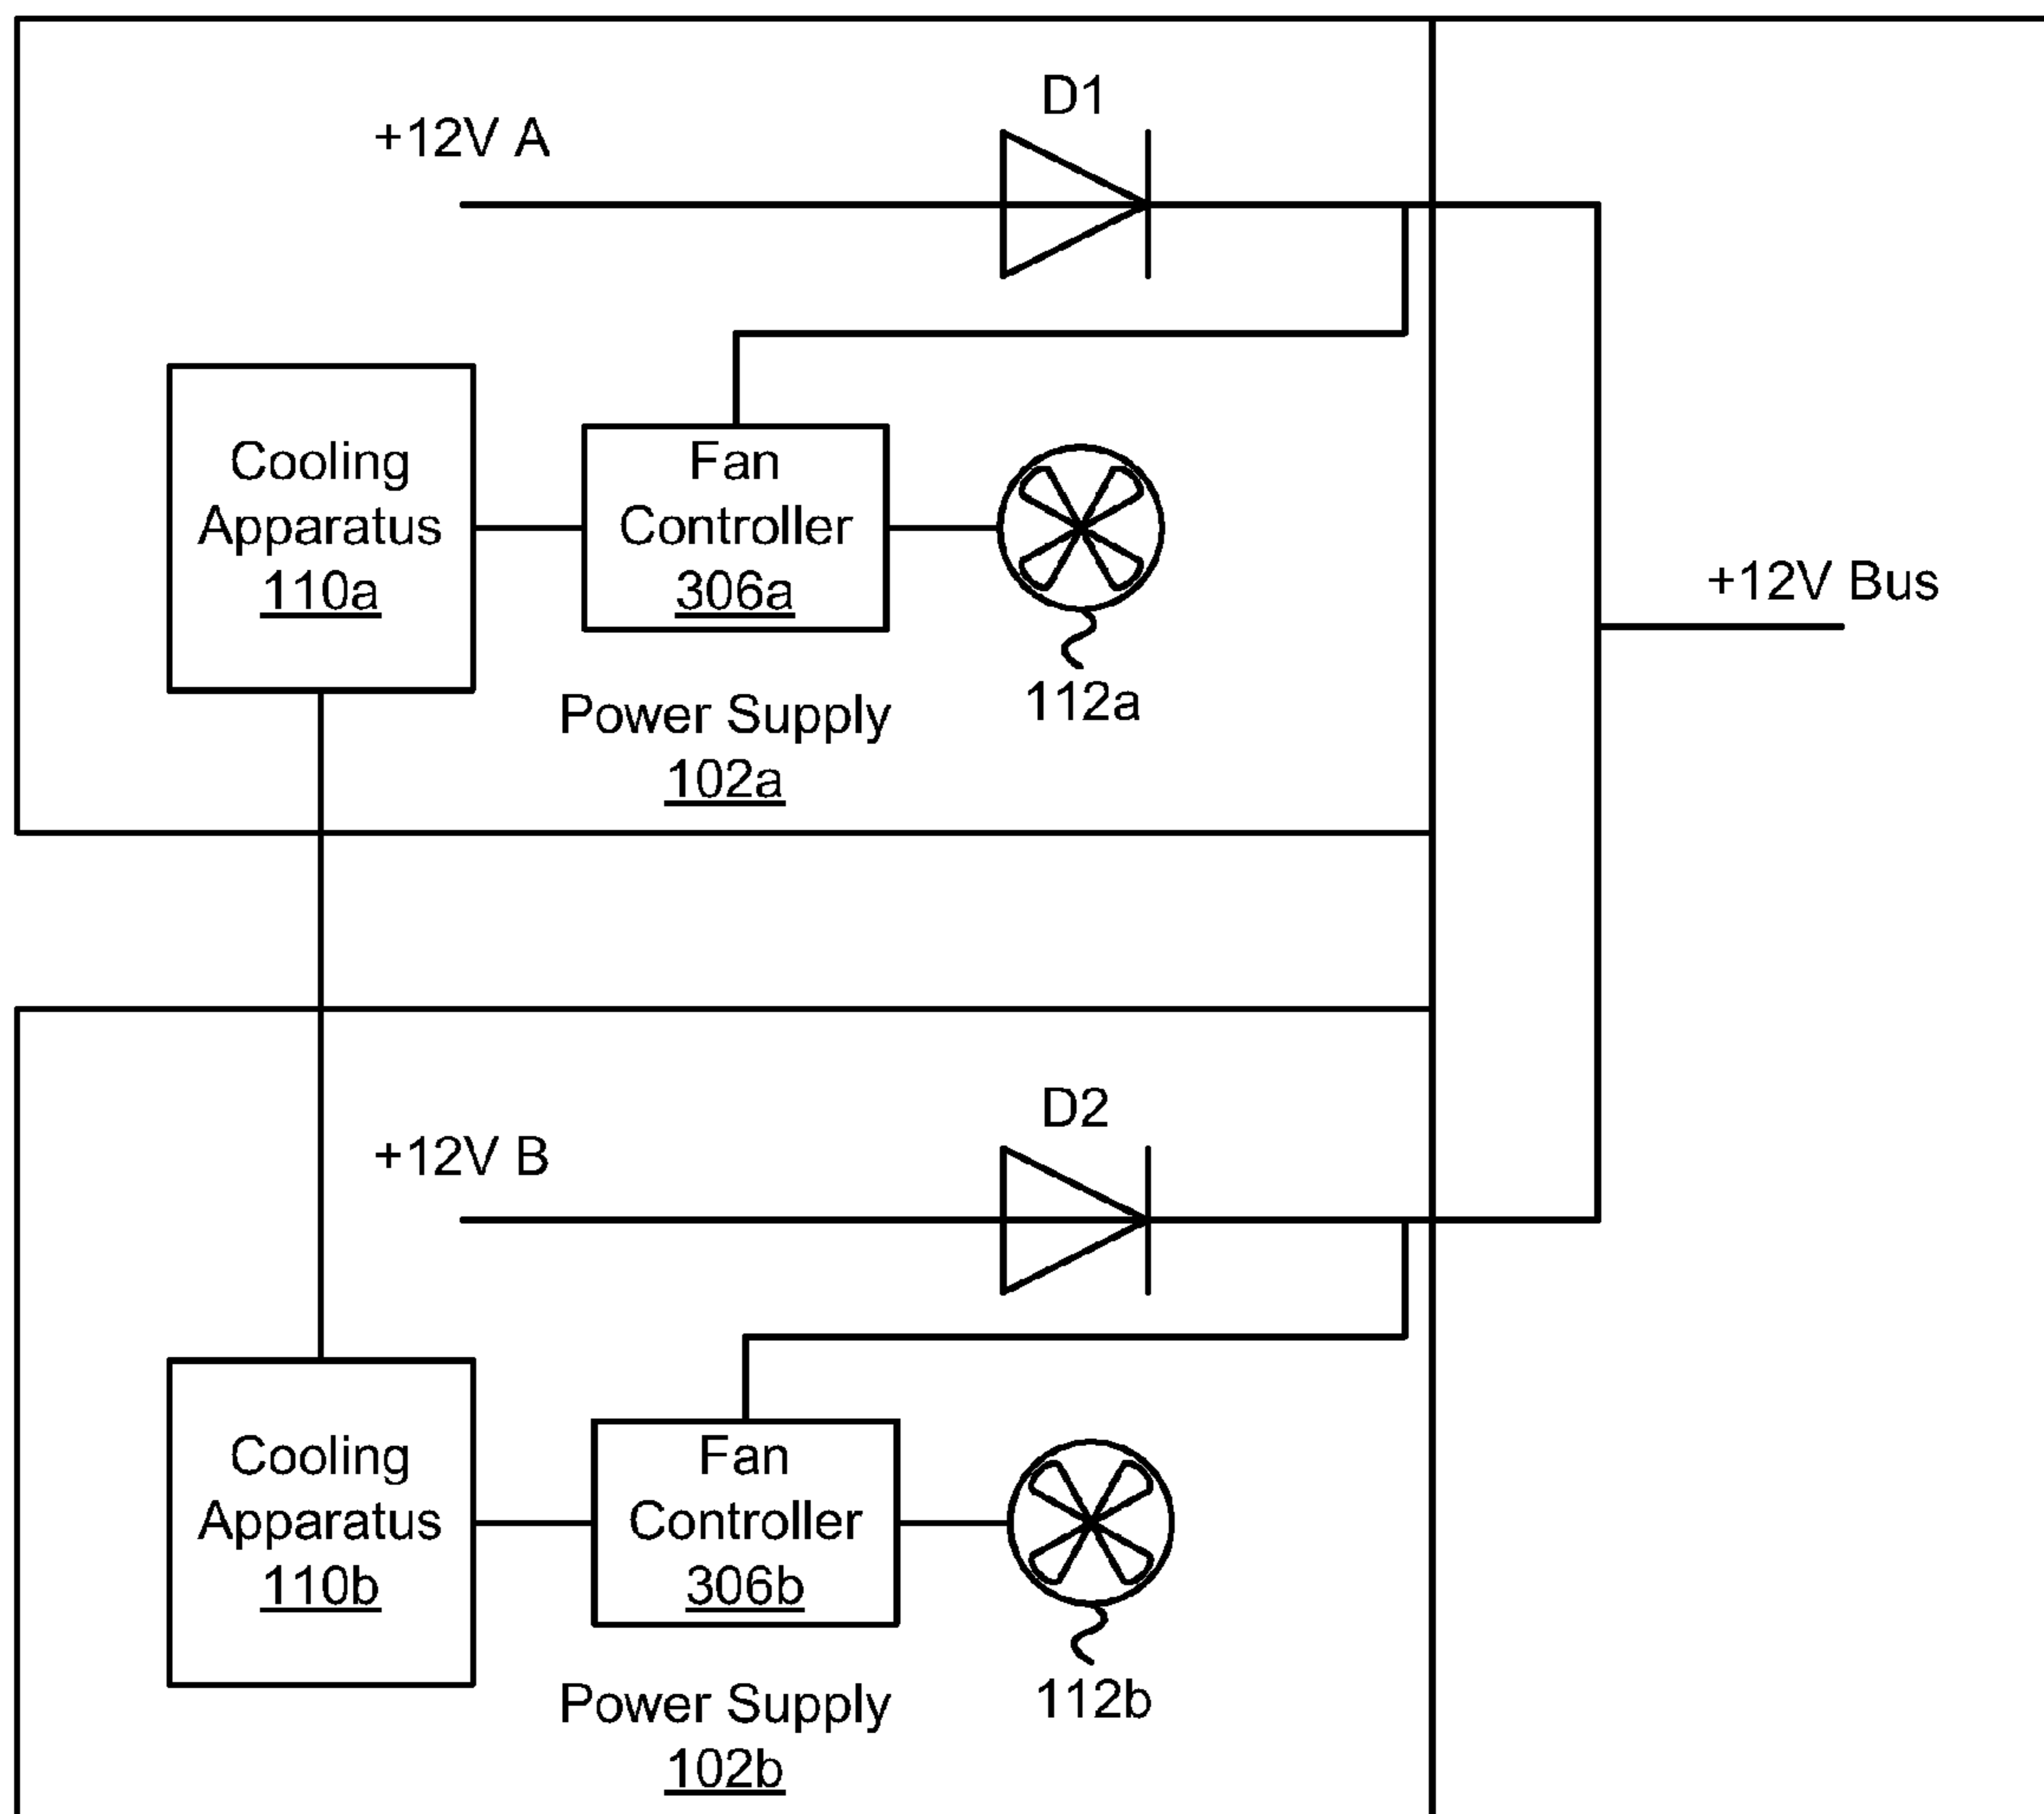 D1
+12V A
Cooling
Apparatus
110a
Fan
Controller
306a
112a
Power Supply
102a
+12V Bus
D2
+12V B
Cooling
Apparatus
110b
Fan
Controller
306b
112b
Power Supply
102b